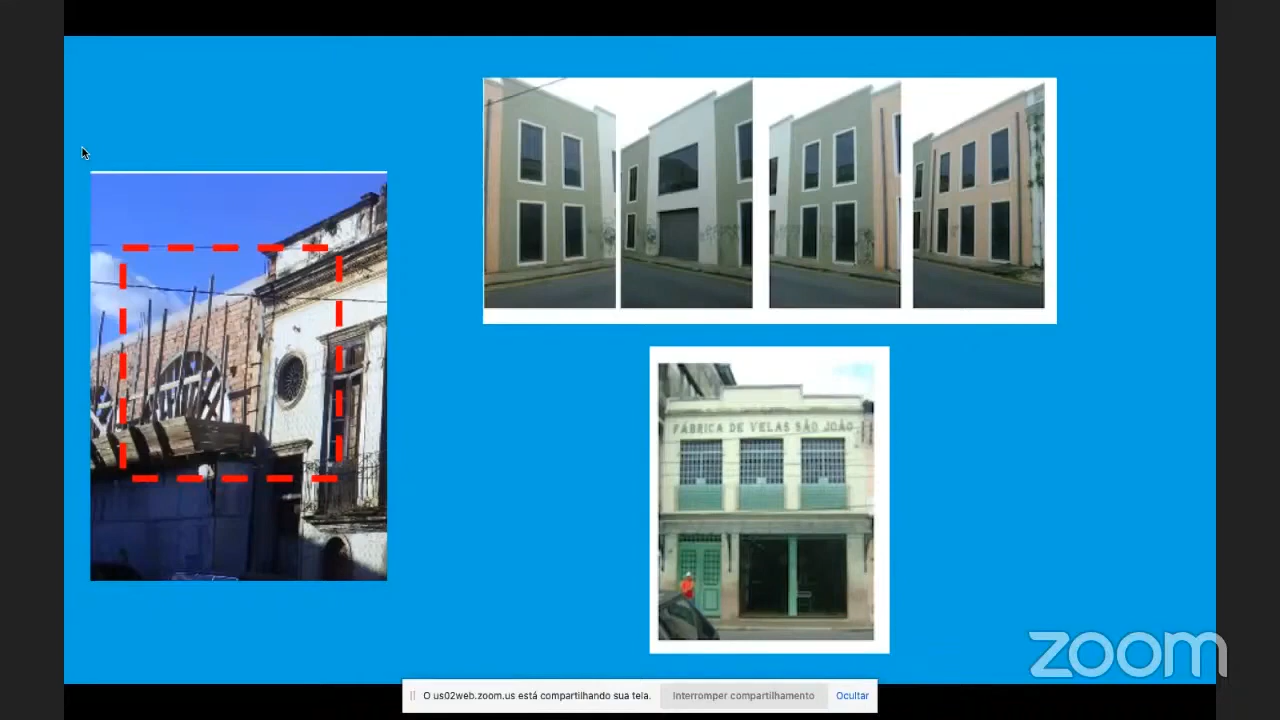 FÁBRICA DE VELAS SÃO JOÃO
zoom
O us02web.zoom.us está compartilhando sua tela.
Interromper compartilhamento
Ocultar